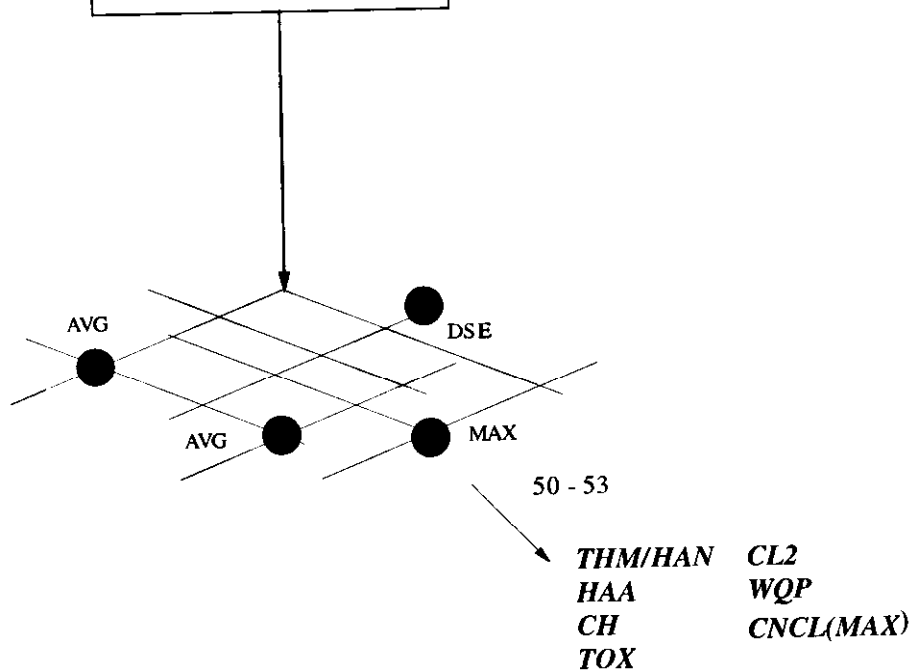 AVG
DSE
AVG
MAX
50 - 53
THM/HAN CL2
HAA WQP
CH CNCL(MAX)
TOX